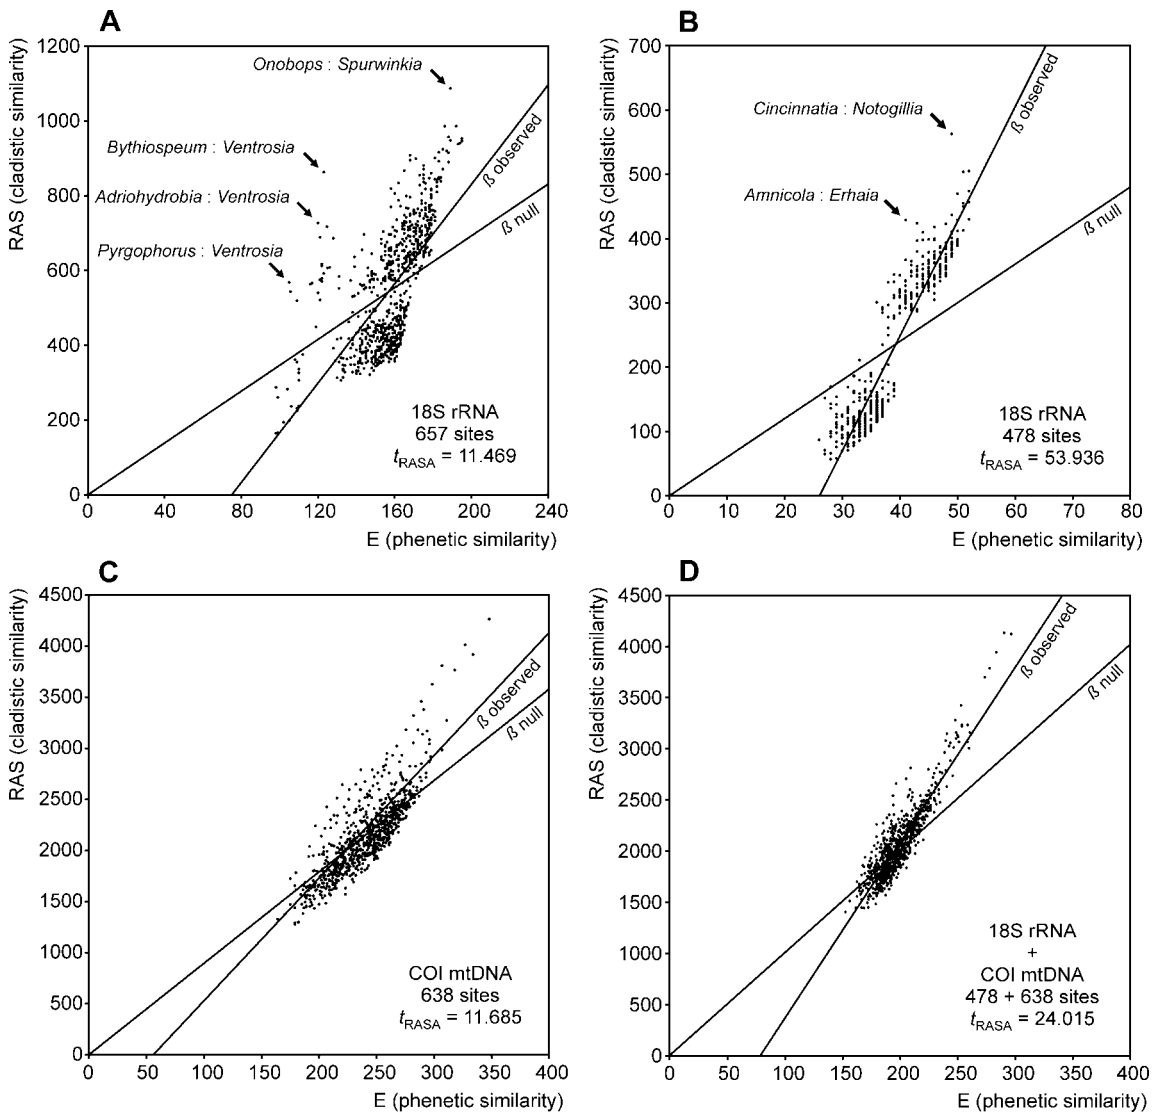 A
RAS (cladistic similarity)
1200
1000
800
600
400
200
0
Onobops : Spurwinkia
Bythiospeum : Ventrosia
Adriohydrobia : Ventrosia
Pyrgophorus : Ventrosia
ß observed
ß null
18S rRNA
657 sites
tRASA = 11.469
0 40 80 120 160 200 240
E (phenetic similarity)
B
RAS (cladistic similarity)
700
600
500
400
300
200
100
0
Cincinnatia : Notogillia
Amnicola : Erhaia
ß observed
ß null
18S rRNA
478 sites
tRASA = 53.936
0 10 20 30 40 50 60 70 80
E (phenetic similarity)
C
RAS (cladistic similarity)
4500
4000
3500
3000
2500
2000
1500
1000
500
0
ß observed
ß null
COI mtDNA
638 sites
tRASA = 11.685
0 50 100 150 200 250 300 350 400
E (phenetic similarity)
D
RAS (cladistic similarity)
4500
4000
3500
3000
2500
2000
1500
1000
500
0
ß observed
ß null
18S rRNA
+
COI mtDNA
478 + 638 sites
tRASA = 24.015
0 50 100 150 200 250 300 350 400
E (phenetic similarity)